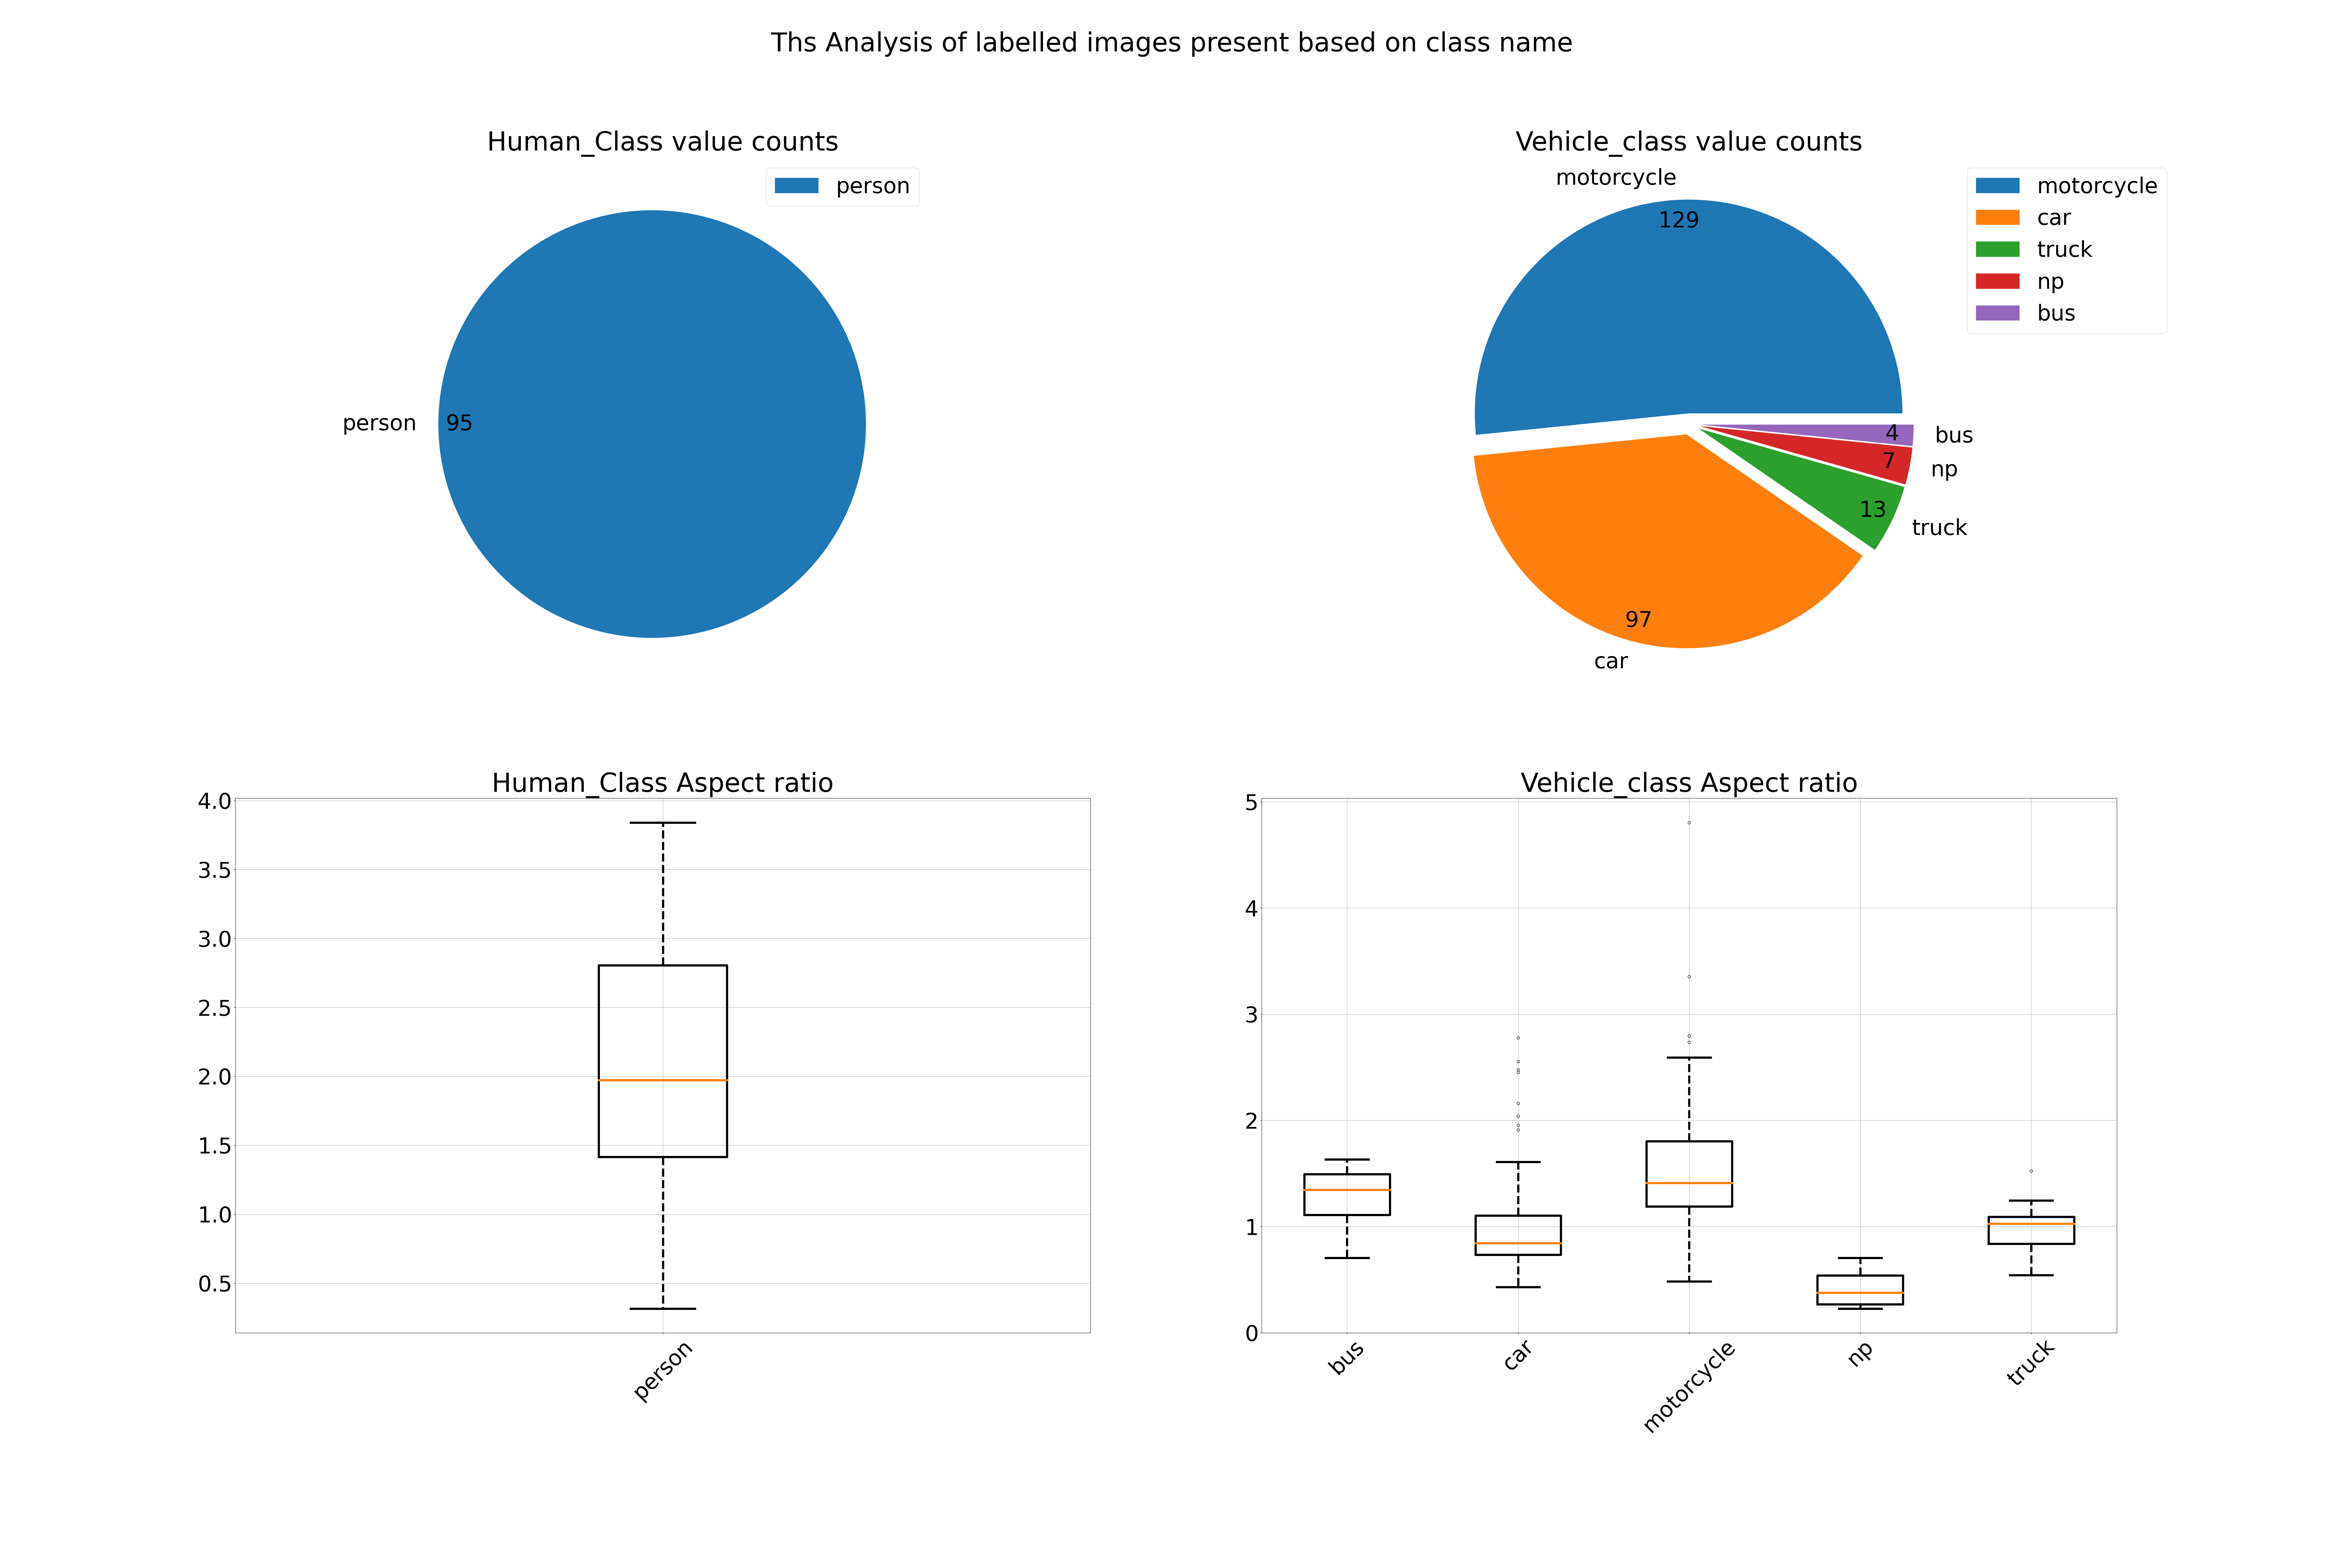 Ths Analysis of labelled images present based on class name
Human_Class value counts
person
person
95
Vehicle_class value counts
motorcycle
129
motorcycle
car
truck
np
bus
4
bus
7
np
13
truck
97
car
Human_Class Aspect ratio
4.0
3.5
3.0
2.5
2.0
1.5
1.0
0.5
person
Vehicle_class Aspect ratio
5
4
3
2
1
0
bus
car
motorcycle
np
truck